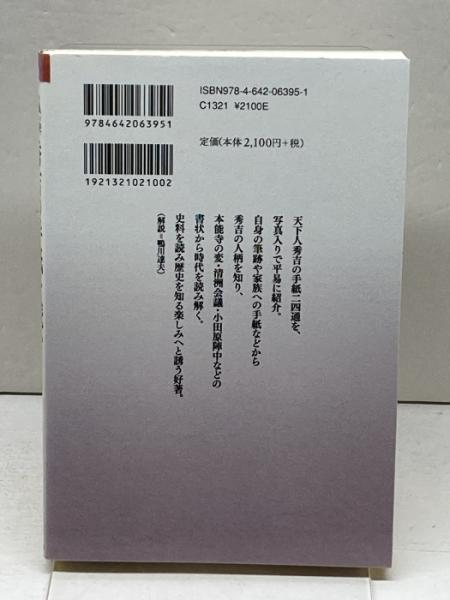 ISBN978-4-642-06395-1
C1321 ¥2100E
9784642063951
定価(本体2,100円+税)
1921321021002
天下人秀吉の手紙二四通を、
写真入りで平易に紹介。
自身の筆跡や家族への手紙などから
秀吉の人柄を知り、
本能寺の変・清洲会議・小田原陣中などの
書状から時代を読み解く。
史料を読み歴史を知る楽しみへと誘う好著。
(解説=鴨川達夫)